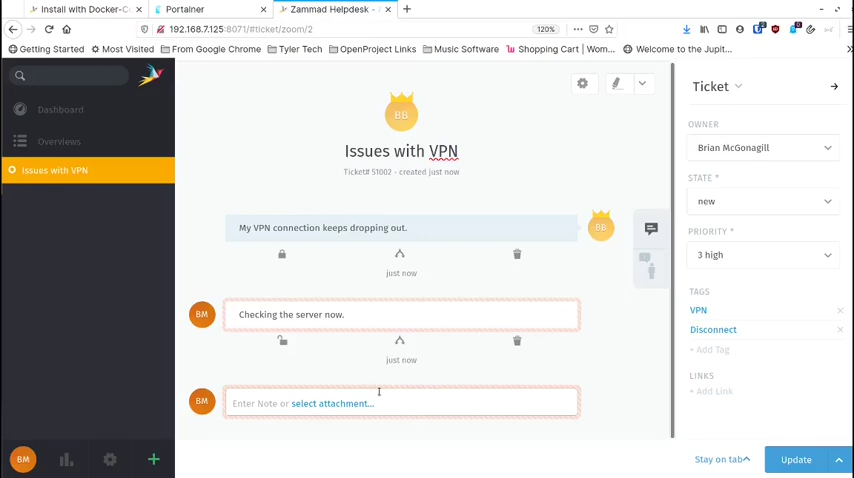 Install with Docker-C
Portainer
Zammad Helpdesk -
192.168.7.125:8071/#ticket/zoom/2
120%
Getting Started
Most Visited
From Google Chrome
Tyler Tech
OpenProject Links
Music Software
Shopping Cart | Wom...
Welcome to the Jupit...
Dashboard
Overviews
Issues with VPN
BM
BB
Issues with VPN
Ticket# 51002 - created just now
My VPN connection keeps dropping out.
BB
just now
BM
Checking the server now.
just now
BM
Enter Note or select attachment...
Ticket
OWNER
Brian McGonagill
STATE *
new
PRIORITY *
3 high
TAGS
VPN
Disconnect
+ Add Tag
LINKS
+ Add Link
Stay on tab
Update